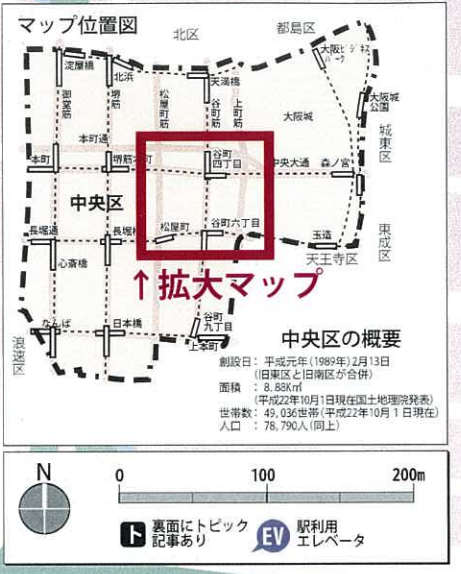 マップ位置図
北区
都島区
大阪ビジネス
パーク
淀屋橋
北浜
天満橋
御堂筋
堺筋
松屋町筋
谷町筋
上町筋
大阪城
大阪城
公園
城東区
本町通
本町
堺筋本町
谷町
四丁目
中央大通
森ノ宮
中央区
長堀通
長堀橋
松屋町
谷町六丁目
玉造
東成区
心斎橋
天王寺区
↑拡大マップ
なんば
日本橋
谷町
九丁目
上本町
浪速区
中央区の概要
創設日：平成元年(1989年)2月13日
(旧東区と旧南区が合併)
面積　：8.88K㎡
(平成22年10月1日現在国土地理院発表)
世帯数：49,036世帯(平成22年10月1日現在)
人口　：78,790人(同上)
N
0 100 200m
ト 裏面にトピック
記事あり
EV 駅利用
エレベータ